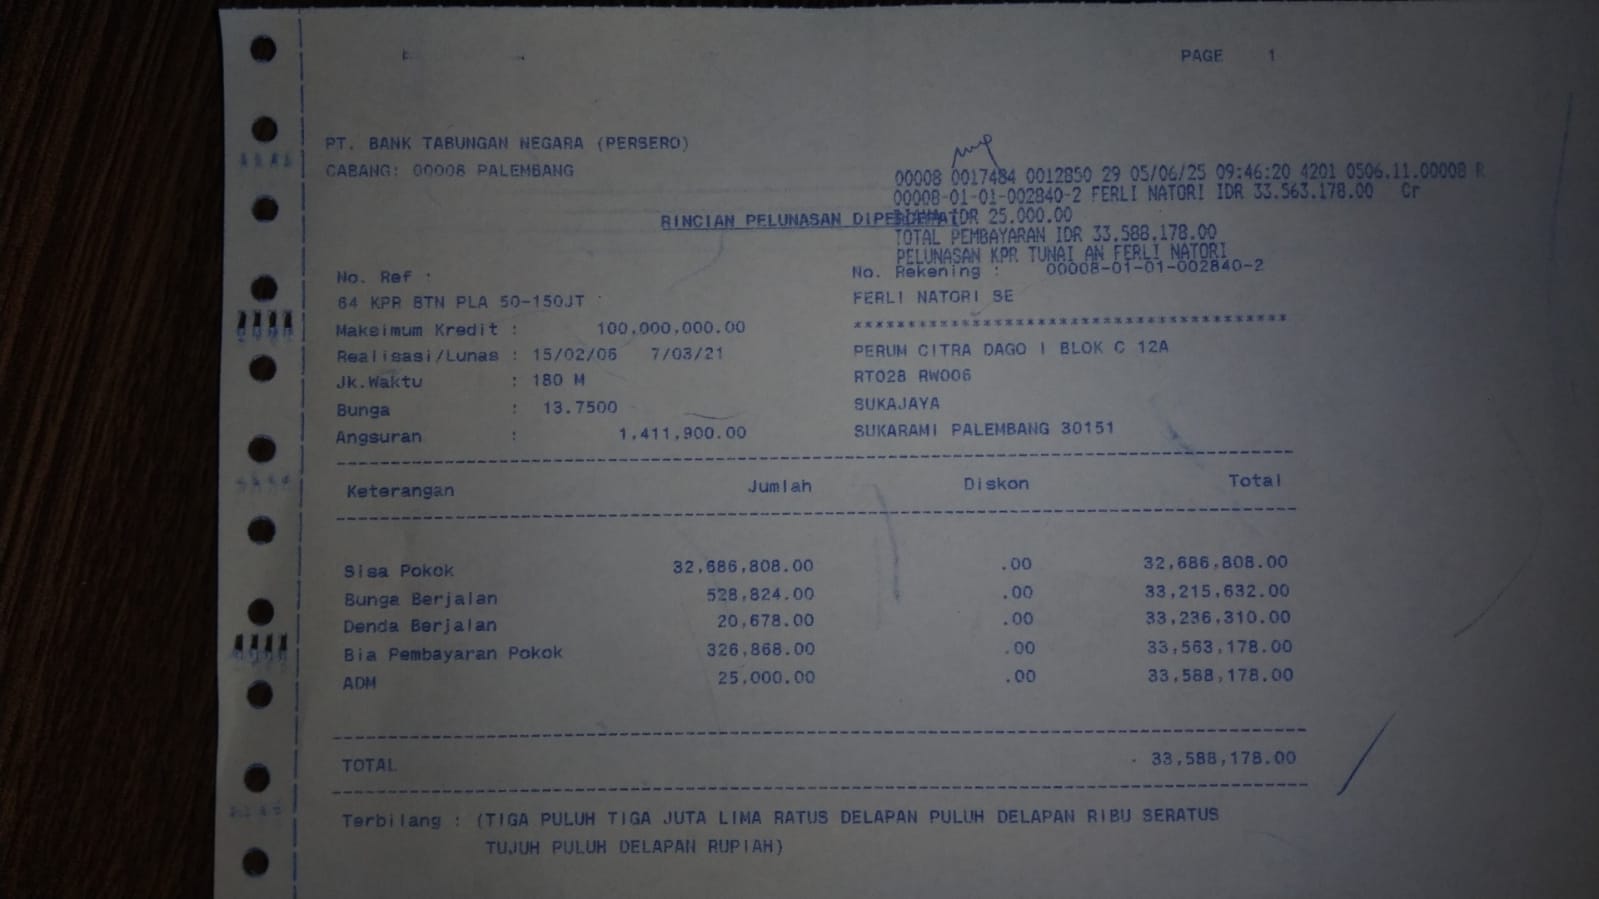 PAGE 1
PT. BANK TABUNGAN NEGARA (PERSERO)
CABANG: 00008 PALEMBANG
00008 0017484 0012850 29 05/06/25 09:46:20 4201 0506.11.00008 R
00008-01-01-002840-2 FERLI NATORI IDR 33.563.178.00 Cr
RINCIAN PELUNASAN IDR 25.000.00
TOTAL PEMBAYARAN IDR 33.588.178.00
PELUNASAN KPR TUNAI AN FERLI NATORI
No. Ref : No. Rekening : 00008-01-01-002840-2
64 KPR BTN PLA 50-150JT FERLI NATORI SE
Maksimum Kredit : 100,000,000.00 ****************************************
Realisasi/Lunas : 15/02/06 7/03/21 PERUM CITRA DAGO I BLOK C 12A
Jk.Waktu : 180 M RT028 RW006
Bunga : 13.7500 SUKAJAYA
Angsuran : 1,411,900.00 SUKARAMI PALEMBANG 30151
Keterangan Jumlah Diskon Total
Sisa Pokok 32,686,808.00 .00 32,686,808.00
Bunga Berjalan 528,824.00 .00 33,215,632.00
Denda Berjalan 20,678.00 .00 33,236,310.00
Bia Pembayaran Pokok 326,868.00 .00 33,563,178.00
ADM 25,000.00 .00 33,588,178.00
TOTAL 33,588,178.00
Terbilang : (TIGA PULUH TIGA JUTA LIMA RATUS DELAPAN PULUH DELAPAN RIBU SERATUS
TUJUH PULUH DELAPAN RUPIAH)